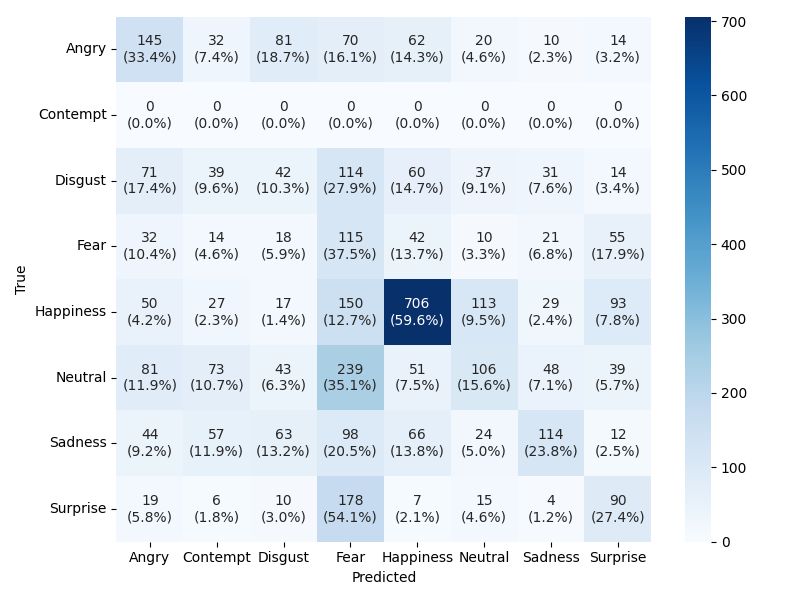 Angry 145 32 81 70 62 20 10 14 700
(33.4%) (7.4%) (18.7%) (16.1%) (14.3%) (4.6%) (2.3%) (3.2%)
Contempt 0 0 0 0 0 0 0 0 600
(0.0%) (0.0%) (0.0%) (0.0%) (0.0%) (0.0%) (0.0%) (0.0%)
Disgust 71 39 42 114 60 37 31 14 500
(17.4%) (9.6%) (10.3%) (27.9%) (14.7%) (9.1%) (7.6%) (3.4%)
Fear 32 14 18 115 42 10 21 55 400
(10.4%) (4.6%) (5.9%) (37.5%) (13.7%) (3.3%) (6.8%) (17.9%)
True
Happiness 50 27 17 150 706 113 29 93 300
(4.2%) (2.3%) (1.4%) (12.7%) (59.6%) (9.5%) (2.4%) (7.8%)
Neutral 81 73 43 239 51 106 48 39 200
(11.9%) (10.7%) (6.3%) (35.1%) (7.5%) (15.6%) (7.1%) (5.7%)
Sadness 44 57 63 98 66 24 114 12 100
(9.2%) (11.9%) (13.2%) (20.5%) (13.8%) (5.0%) (23.8%) (2.5%)
Surprise 19 6 10 178 7 15 4 90
(5.8%) (1.8%) (3.0%) (54.1%) (2.1%) (4.6%) (1.2%) (27.4%) 0
Angry Contempt Disgust Fear Happiness Neutral Sadness Surprise
Predicted